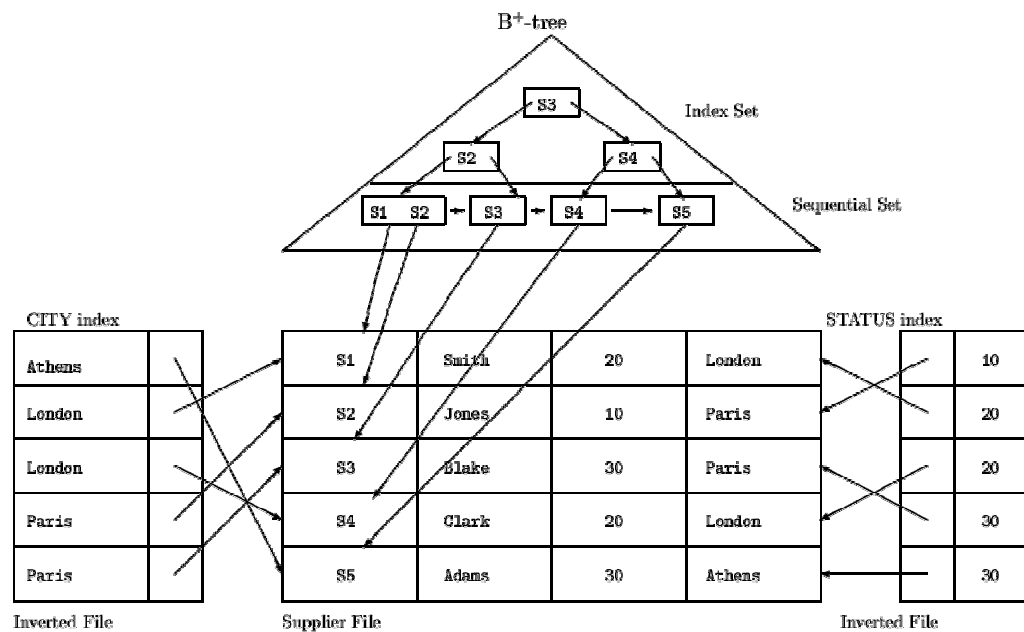 B+-tree
S3
Index Set
S2
S4
Sequential Set
S1 S2
S3
S4
S5
CITY index
STATUS index
Athens
S1 Smith 20 London
10
London
S2 Jones 10 Paris
20
London
S3 Blake 30 Paris
20
Paris
S4 Clark 20 London
30
Paris
S5 Adams 30 Athens
30
Inverted File
Supplier File
Inverted File